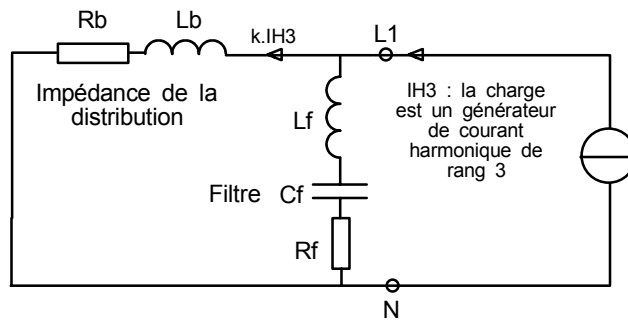 Rb
Lb
k.IH3
L1
Impédance de la
distribution
Lf
IH3 : la charge
est un générateur
de courant
harmonique de
rang 3
Filtre
Cf
Rf
N